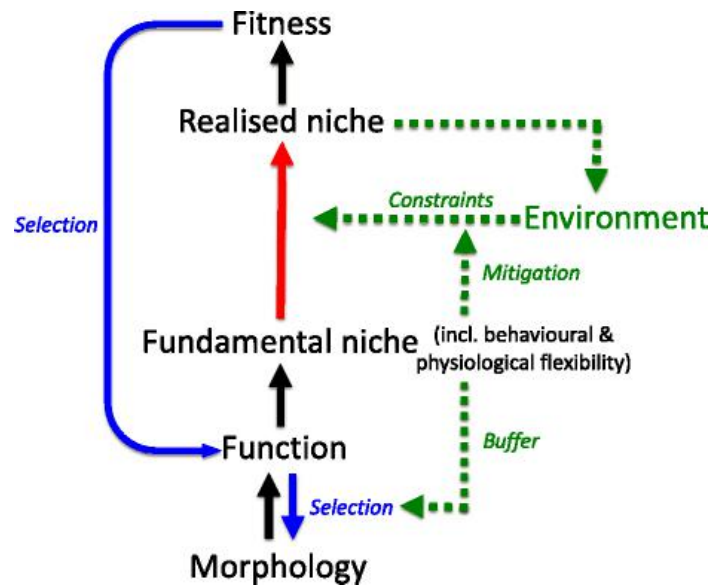 Fitness
Realised niche
Constraints
Selection
Environment
Mitigation
Fundamental niche
(incl. behavioural &
physiological flexibility)
Function
Buffer
Selection
Morphology